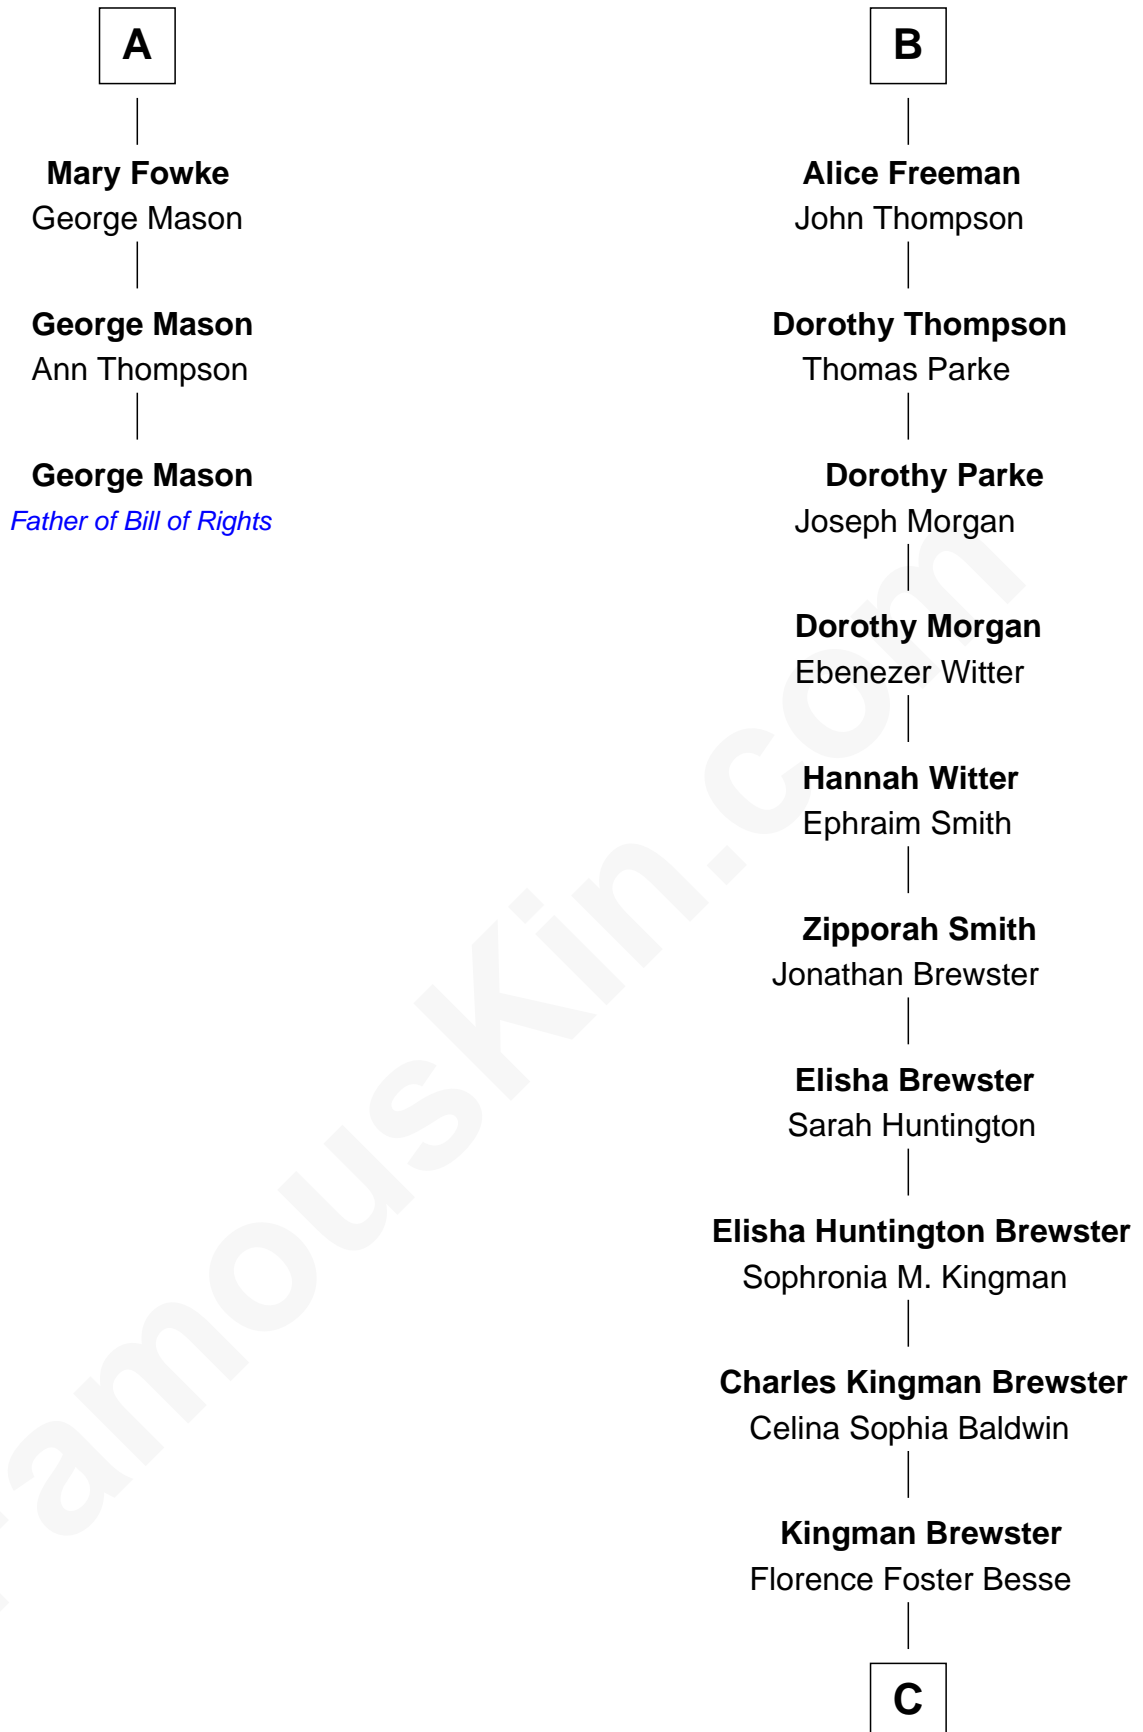 A
Mary Fowke
George Mason
George Mason
Ann Thompson
George Mason
Father of Bill of Rights
B
Alice Freeman
John Thompson
Dorothy Thompson
Thomas Parke
Dorothy Parke
Joseph Morgan
Dorothy Morgan
Ebenezer Witter
Hannah Witter
Ephraim Smith
Zipporah Smith
Jonathan Brewster
Elisha Brewster
Sarah Huntington
Elisha Huntington Brewster
Sophronia M. Kingman
Charles Kingman Brewster
Celina Sophia Baldwin
Kingman Brewster
Florence Foster Besse
C
FamousKin.com